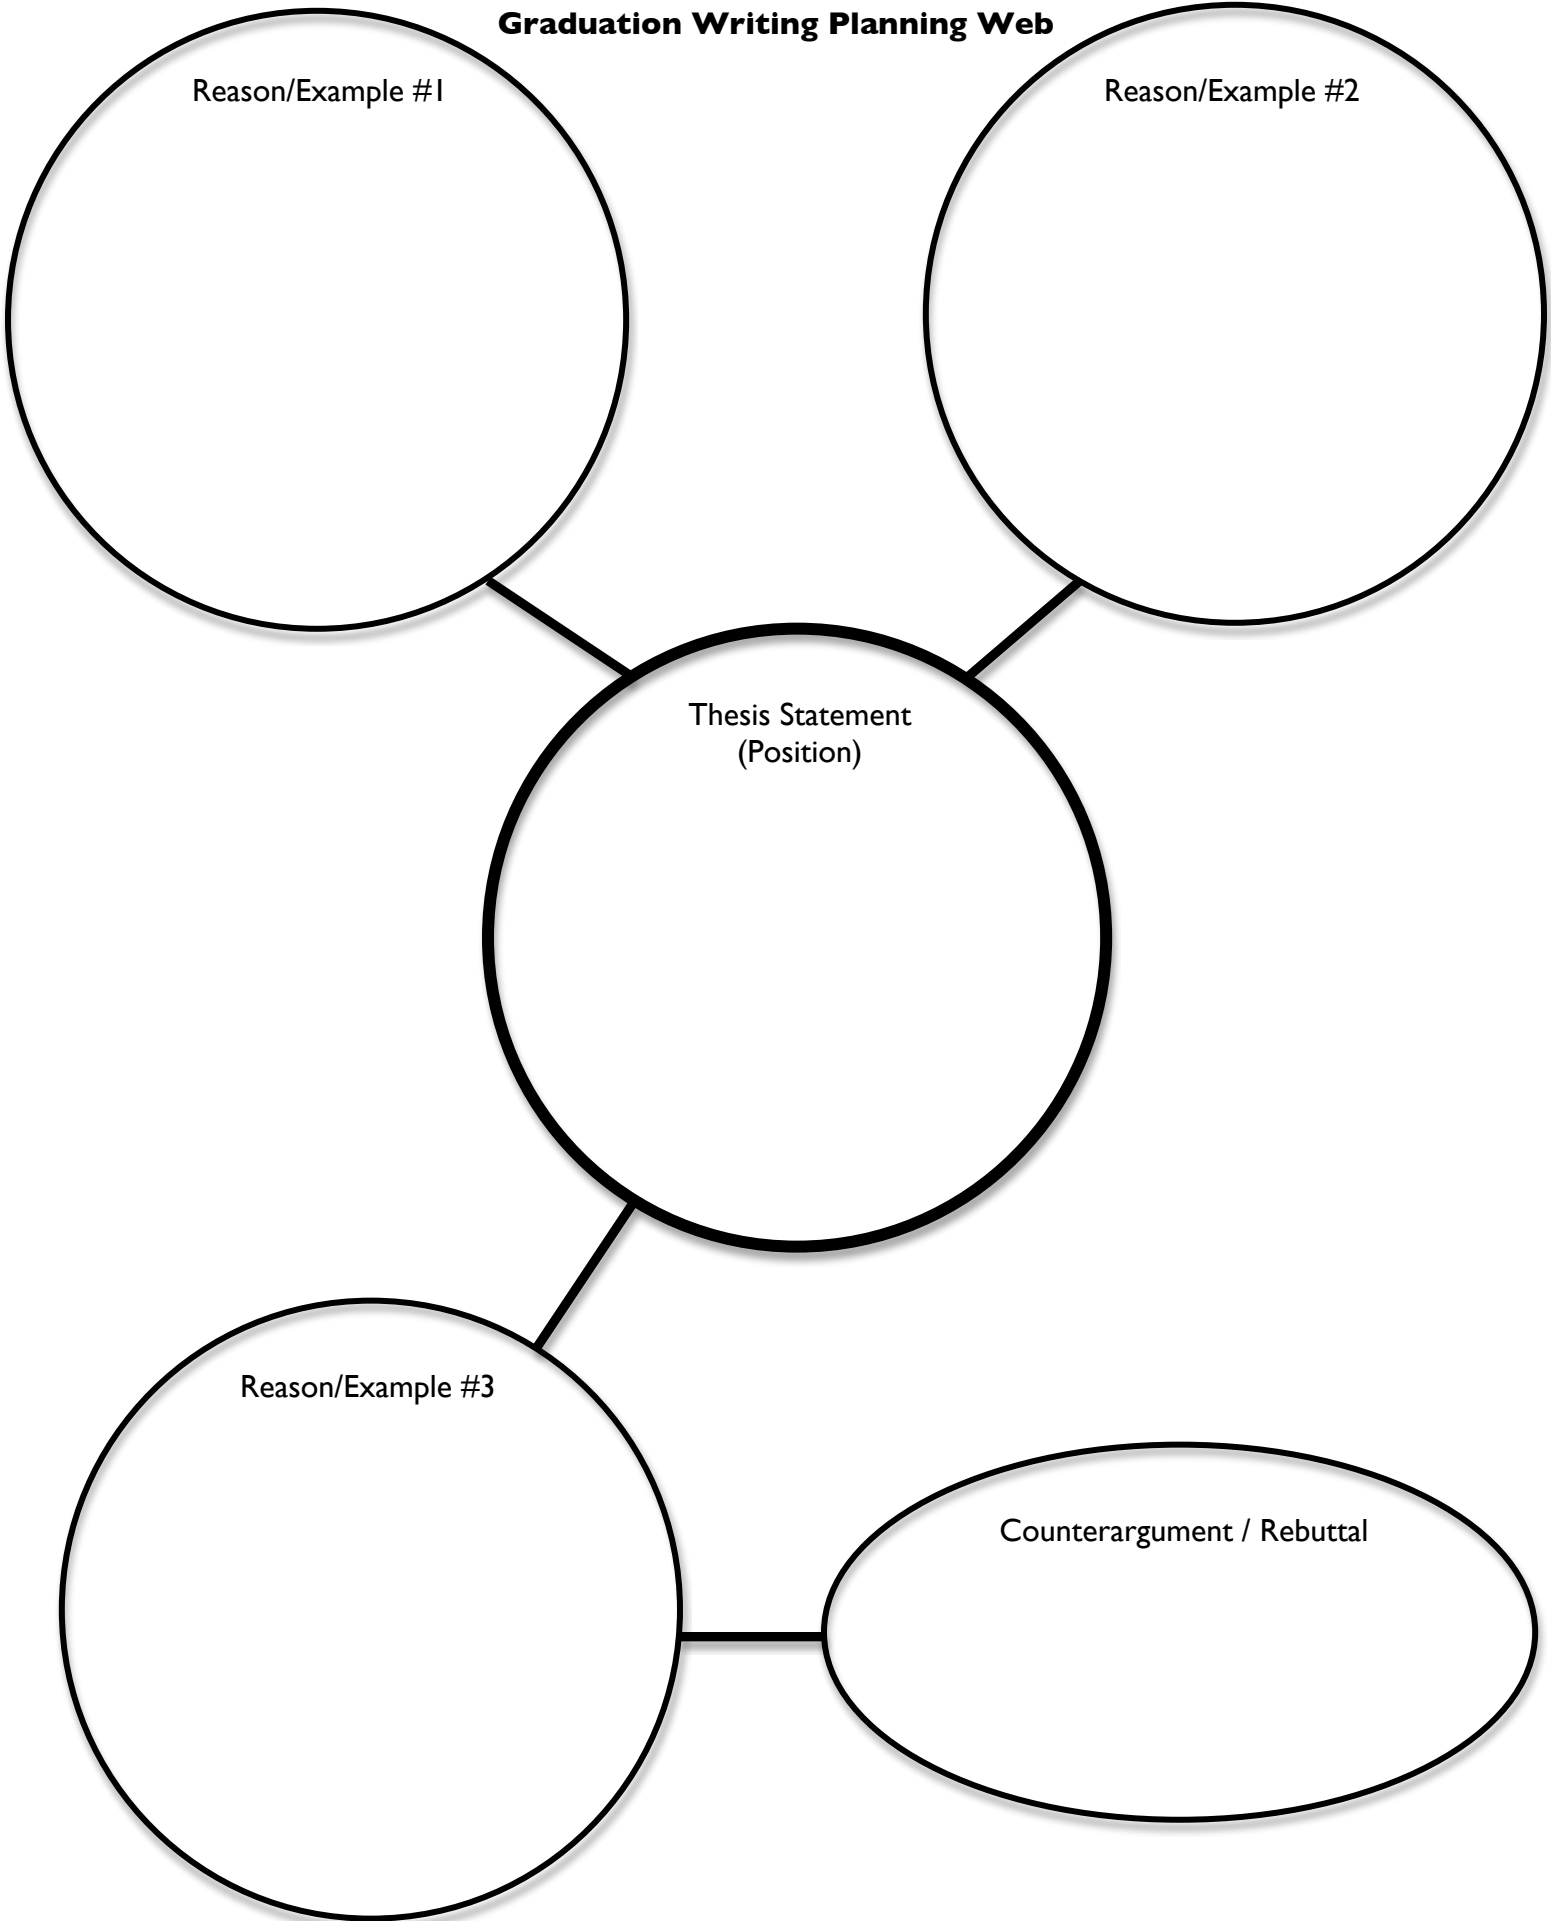 Graduation Writing Planning Web
Reason/Example #1
Reason/Example #2
Thesis Statement
(Position)
Reason/Example #3
Counterargument / Rebuttal